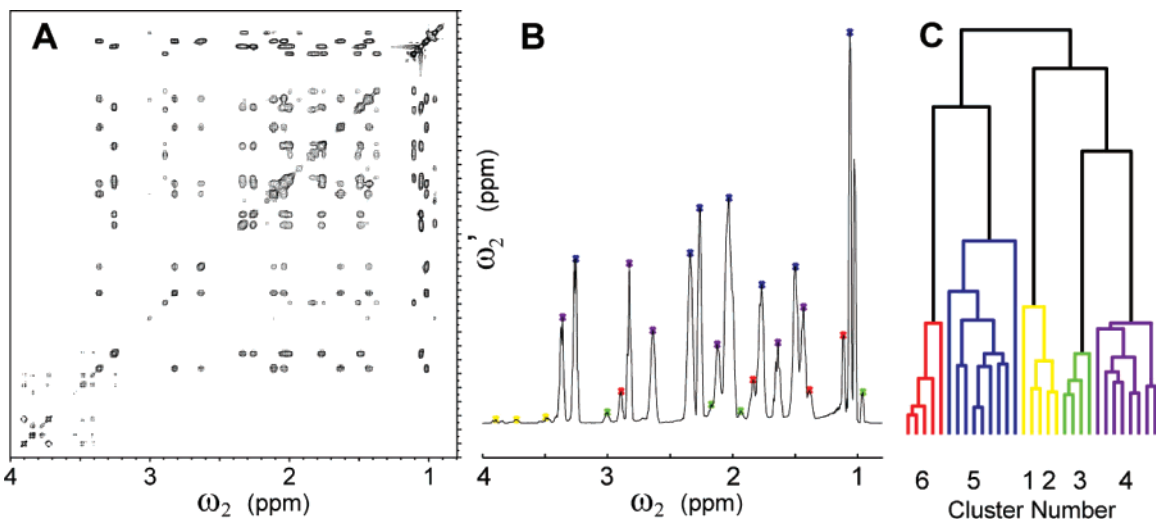 A
B
C
ω₂' (ppm)
4 3 2 1
4 3 2 1
ω₂ (ppm)
ω₂ (ppm)
6 5 1 2 3 4
Cluster Number